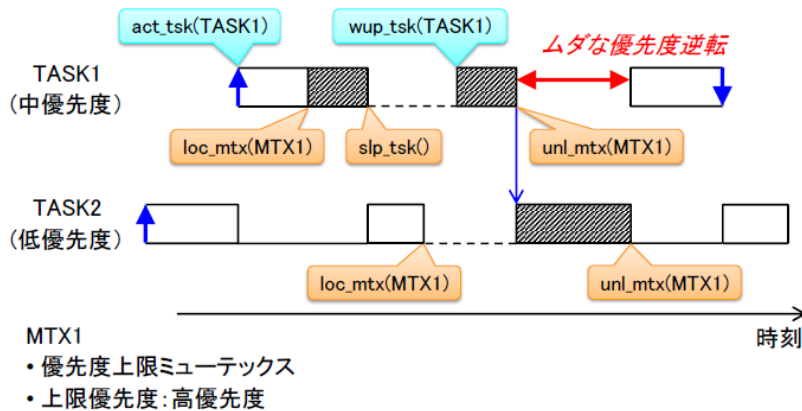 act_tsk(TASK1)
wup_tsk(TASK1)
ムダな優先度逆転
TASK1
(中優先度)
loc_mtx(MTX1)
slp_tsk()
unl_mtx(MTX1)
TASK2
(低優先度)
loc_mtx(MTX1)
unl_mtx(MTX1)
時刻
MTX1
• 優先度上限ミューテックス
• 上限優先度:高優先度